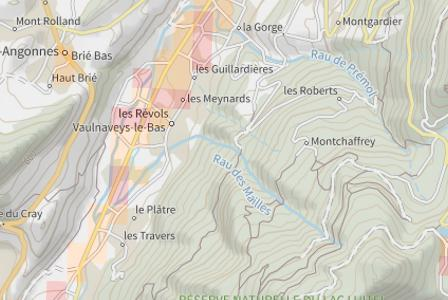 Mont Rolland
la Gorge
Montgardier
-Angonnes
Brié Bas
Rau de Prémol
Haut Brié
les Guillardières
les Roberts
les Meynards
les Révols
Vaulnaveys-le-Bas
Montchaffrey
Rau des Mailles
e du Cray
le Plâtre
les Travers